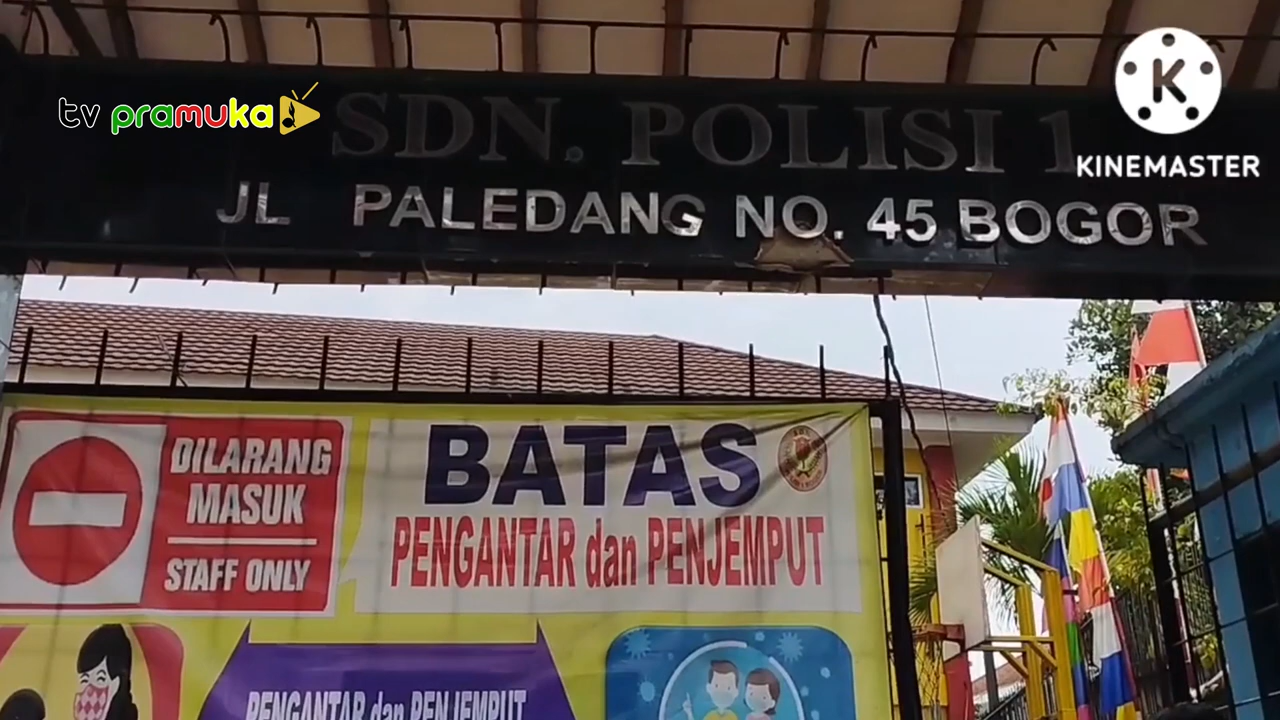 tv pramuka
K
KINEMASTER
SDN. POLISI 1
JL PALEDANG NO. 45 BOGOR
DILARANG
MASUK
STAFF ONLY
BATAS
PENGANTAR dan PENJEMPUT
PENGANTAR dan PENJEMPUT